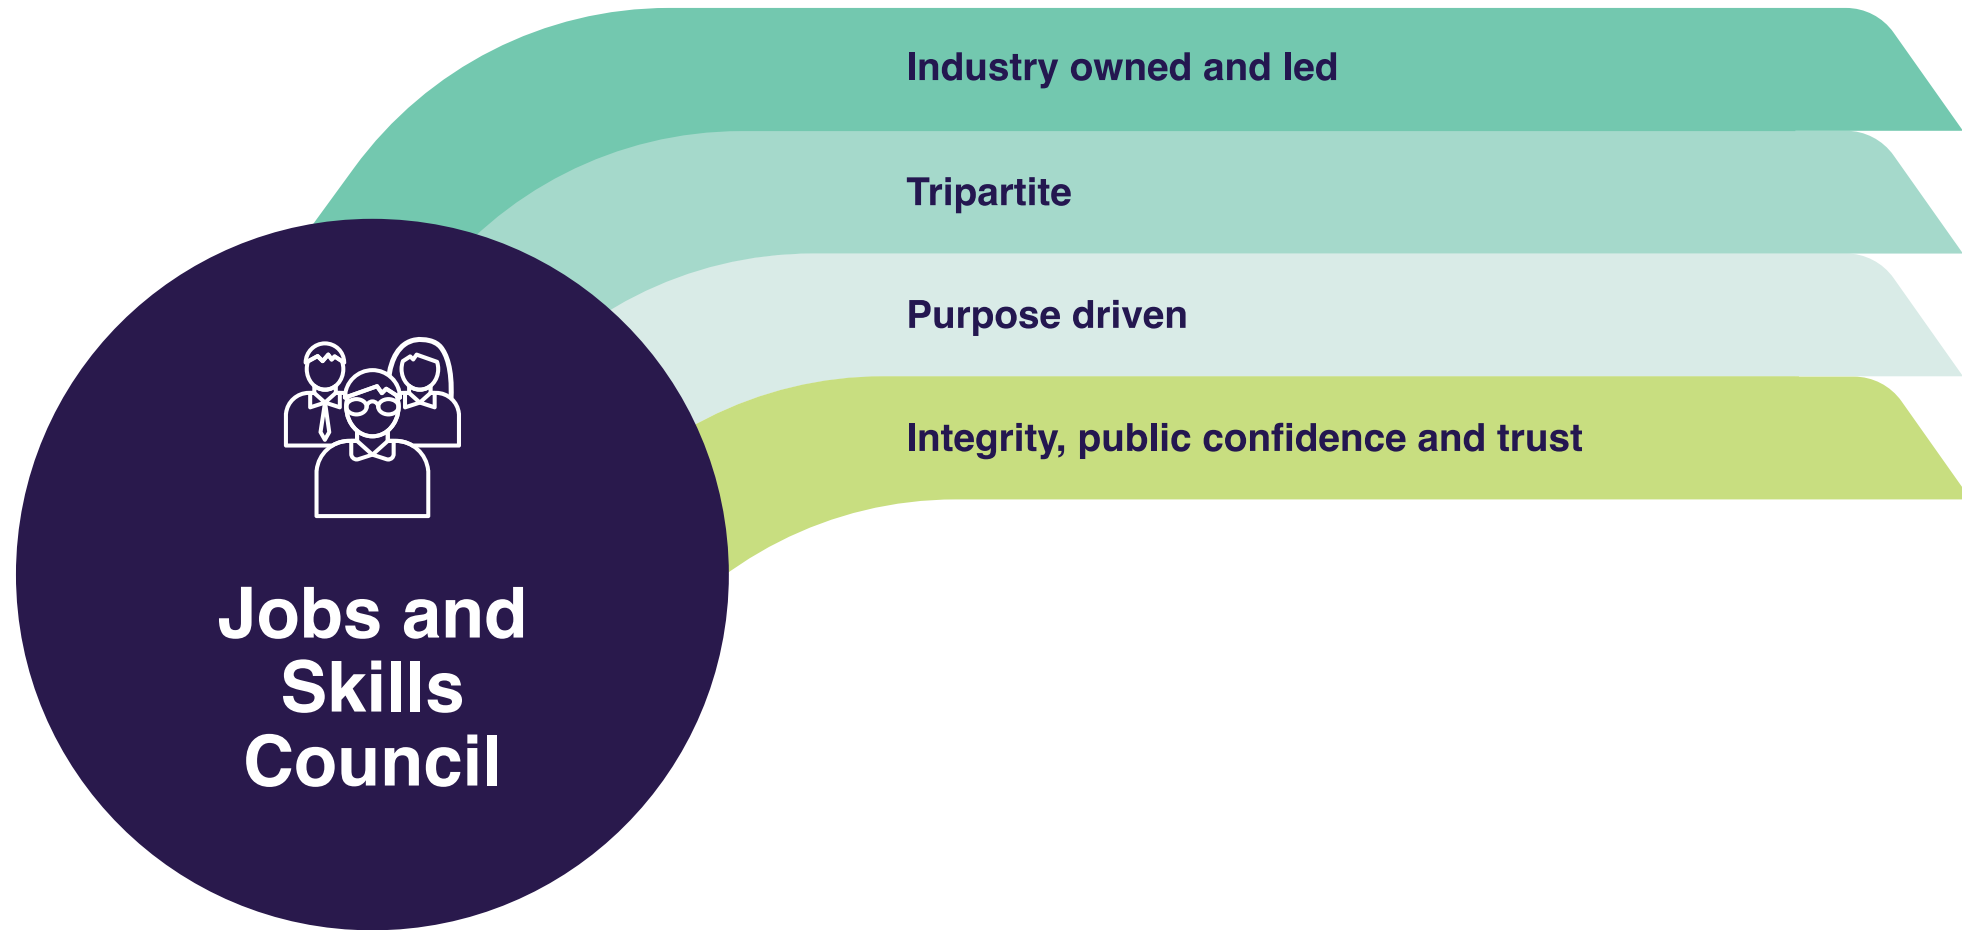 Industry owned and led
Tripartite
Purpose driven
Integrity, public confidence and trust
Jobs and
Skills
Council